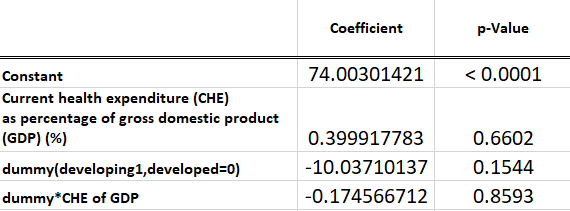 Coefficient p-Value
Constant 74.00301421 < 0.0001
Current health expenditure (CHE)
as percentage of gross domestic product
(GDP) (%) 0.399917783 0.6602
dummy(developing1,developed=0) -10.03710137 0.1544
dummy*CHE of GDP -0.174566712 0.8593